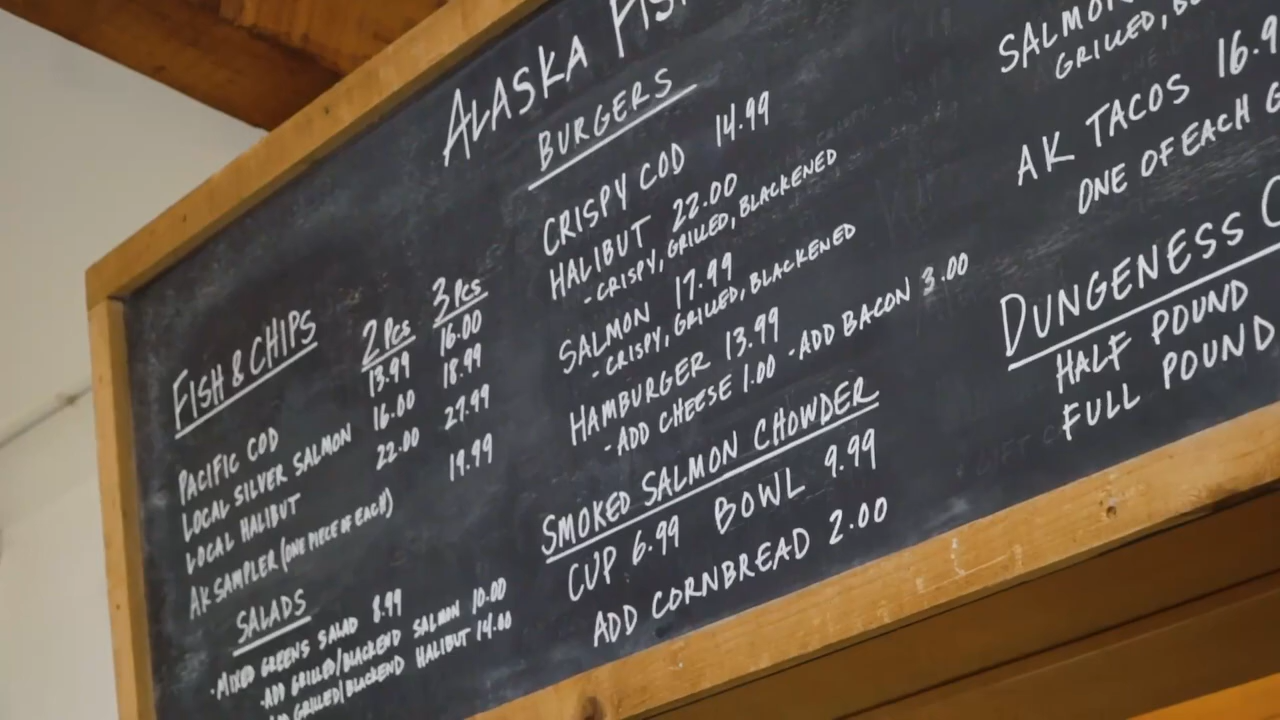 ALASKA
FISH & CHIPS 2 Pcs 3 Pcs
PACIFIC COD 13.99 16.00
LOCAL SILVER SALMON 16.00 18.99
LOCAL HALIBUT 22.00 27.99
AK SAMPLER (ONE PIECE OF EACH) 19.99
SALADS
-MIXED GREENS SALAD 8.99
-ADD GRILLED/BLACKEND SALMON 10.00
GRILLED/BLACKEND HALIBUT 14.00
BURGERS
CRISPY COD 14.99
HALIBUT 22.00
-CRISPY, GRILLED, BLACKENED
SALMON 17.99
-CRISPY, GRILLED, BLACKENED
HAMBURGER 13.99
-ADD CHEESE 1.00 -ADD BACON 3.00
SMOKED SALMON CHOWDER
CUP 6.99 BOWL 9.99
ADD CORNBREAD 2.00
SALMON
GRILLED,
AK TACOS 16.9
ONE OF EACH
DUNGENESS
HALF POUND
FULL POUND